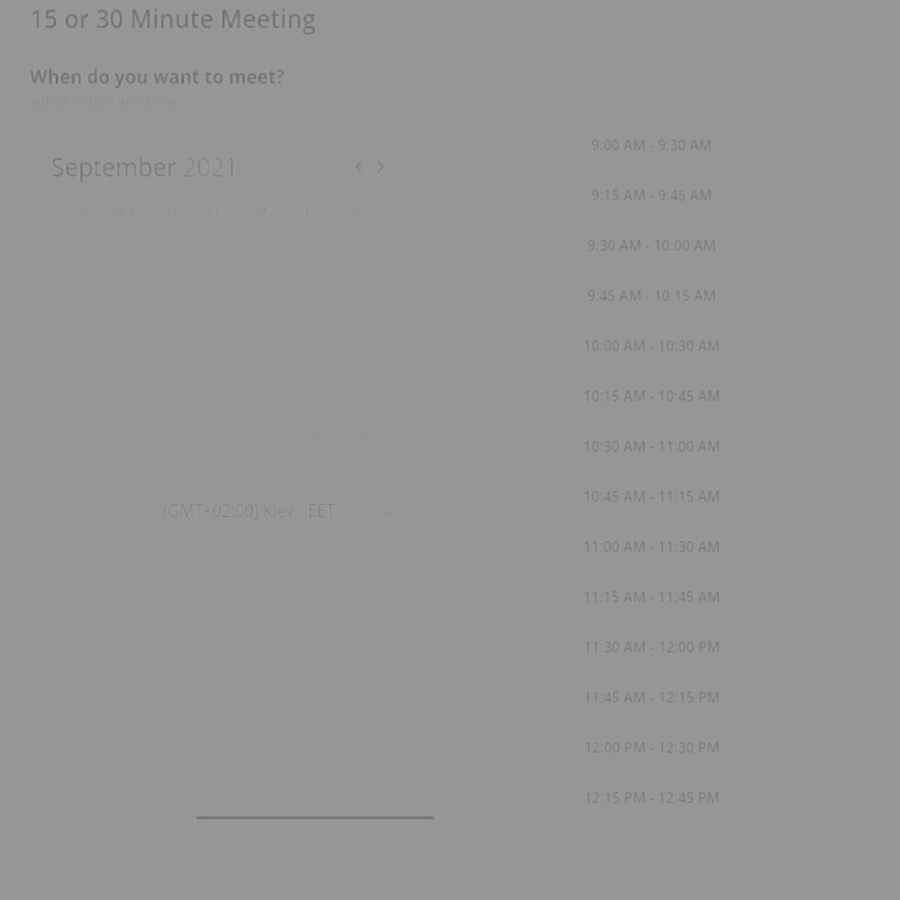 15 or 30 Minute Meeting
When do you want to meet?
Select a date and time
September 2021
(GMT+02:00) Kiev - EET
9:00 AM - 9:30 AM
9:15 AM - 9:45 AM
9:30 AM - 10:00 AM
9:45 AM - 10:15 AM
10:00 AM - 10:30 AM
10:15 AM - 10:45 AM
10:30 AM - 11:00 AM
10:45 AM - 11:15 AM
11:00 AM - 11:30 AM
11:15 AM - 11:45 AM
11:30 AM - 12:00 PM
11:45 AM - 12:15 PM
12:00 PM - 12:30 PM
12:15 PM - 12:45 PM